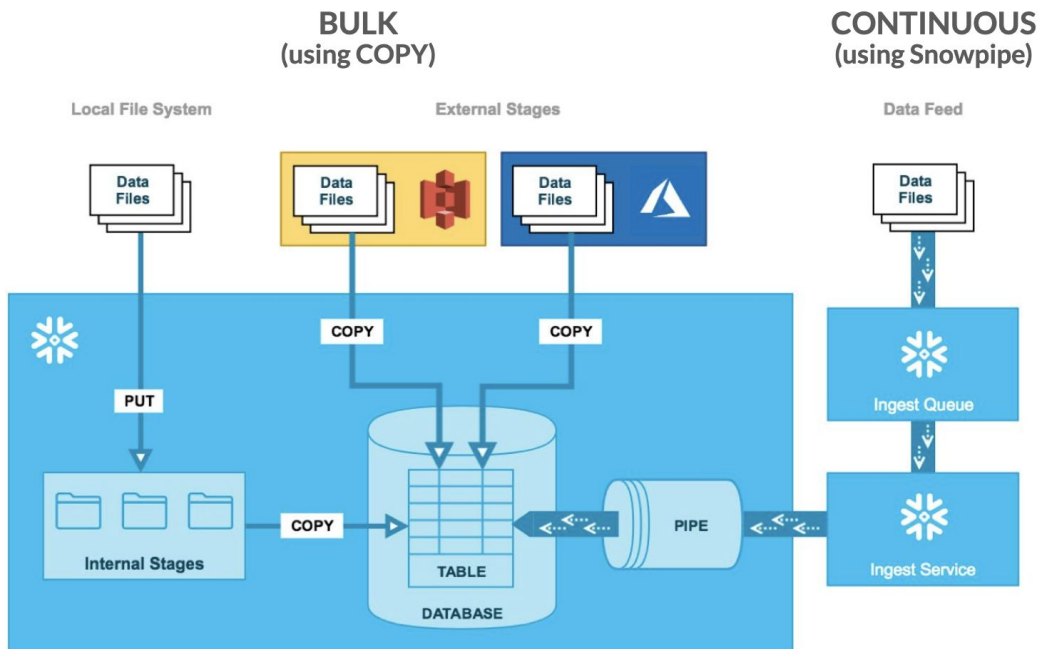 BULK
(using COPY)
CONTINUOUS
(using Snowpipe)
Local File System
External Stages
Data Feed
Data
Files
Data
Files
Data
Files
Data
Files
COPY
COPY
PUT
Ingest Queue
COPY
PIPE
Internal Stages
TABLE
Ingest Service
DATABASE